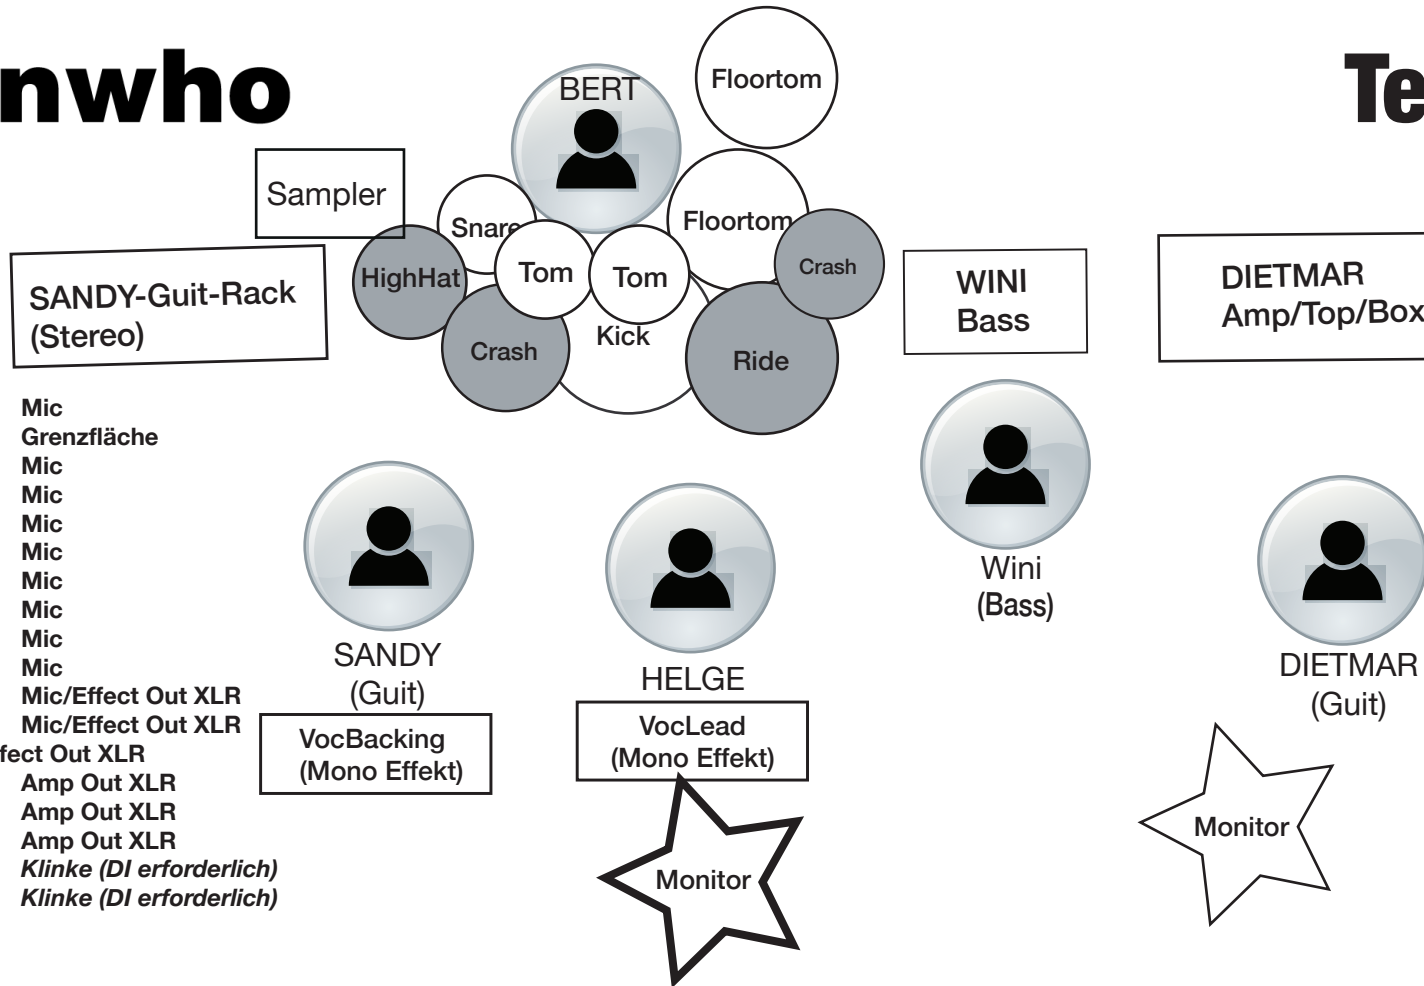 nwho
Te
BERT
Floortom
Sampler
Snare
Floortom
HighHat
Tom
Tom
Crash
SANDY-Guit-Rack
(Stereo)
Crash
Kick
Ride
WINI
Bass
DIETMAR
Amp/Top/Box
Mic
Grenzfläche
Mic
Mic
Mic
Mic
Mic
Mic
Mic
Mic
Mic/Effect Out XLR
Mic/Effect Out XLR
fect Out XLR
Amp Out XLR
Amp Out XLR
Amp Out XLR
Klinke (DI erforderlich)
Klinke (DI erforderlich)
SANDY
(Guit)
VocBacking
(Mono Effekt)
HELGE
VocLead
(Mono Effekt)
Monitor
Wini
(Bass)
DIETMAR
(Guit)
Monitor